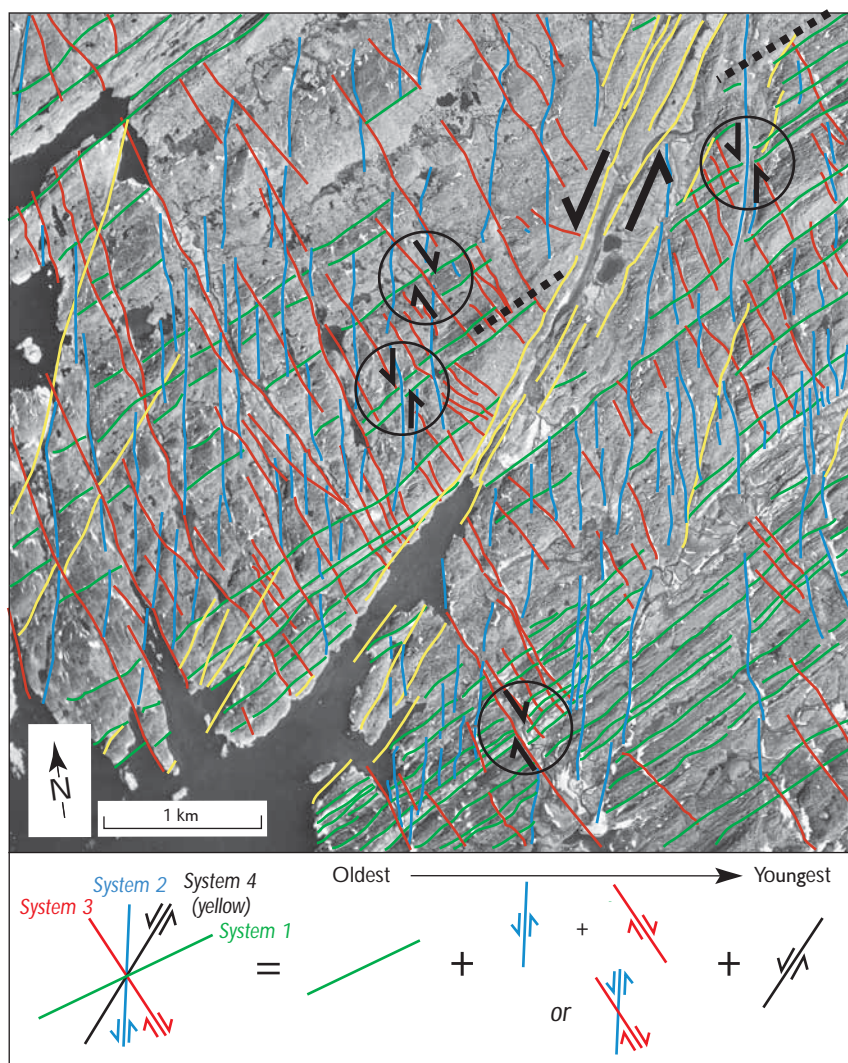 N
1 km
Oldest
Youngest
System 2
System 4
(yellow)
System 3
System 1
=
+
+
+
or